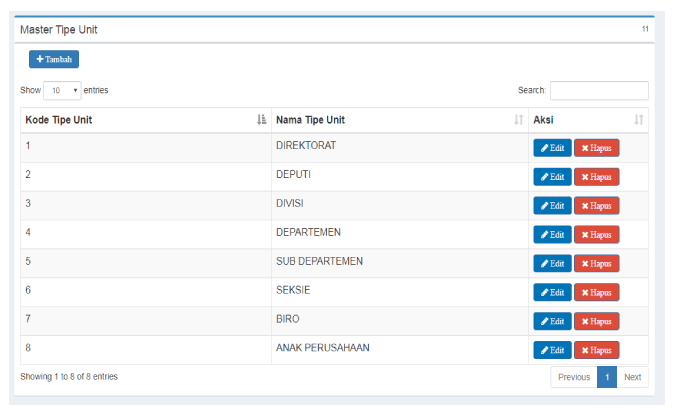 Master Tipe Unit 11
Tambah
Show 10 entries Search:
Kode Tipe Unit Nama Tipe Unit Aksi
1 DIREKTORAT Edit Hapus
2 DEPUTI Edit Hapus
3 DIVISI Edit Hapus
4 DEPARTEMEN Edit Hapus
5 SUB DEPARTEMEN Edit Hapus
6 SEKSIE Edit Hapus
7 BIRO Edit Hapus
8 ANAK PERUSAHAAN Edit Hapus
Showing 1 to 8 of 8 entries Previous 1 Next